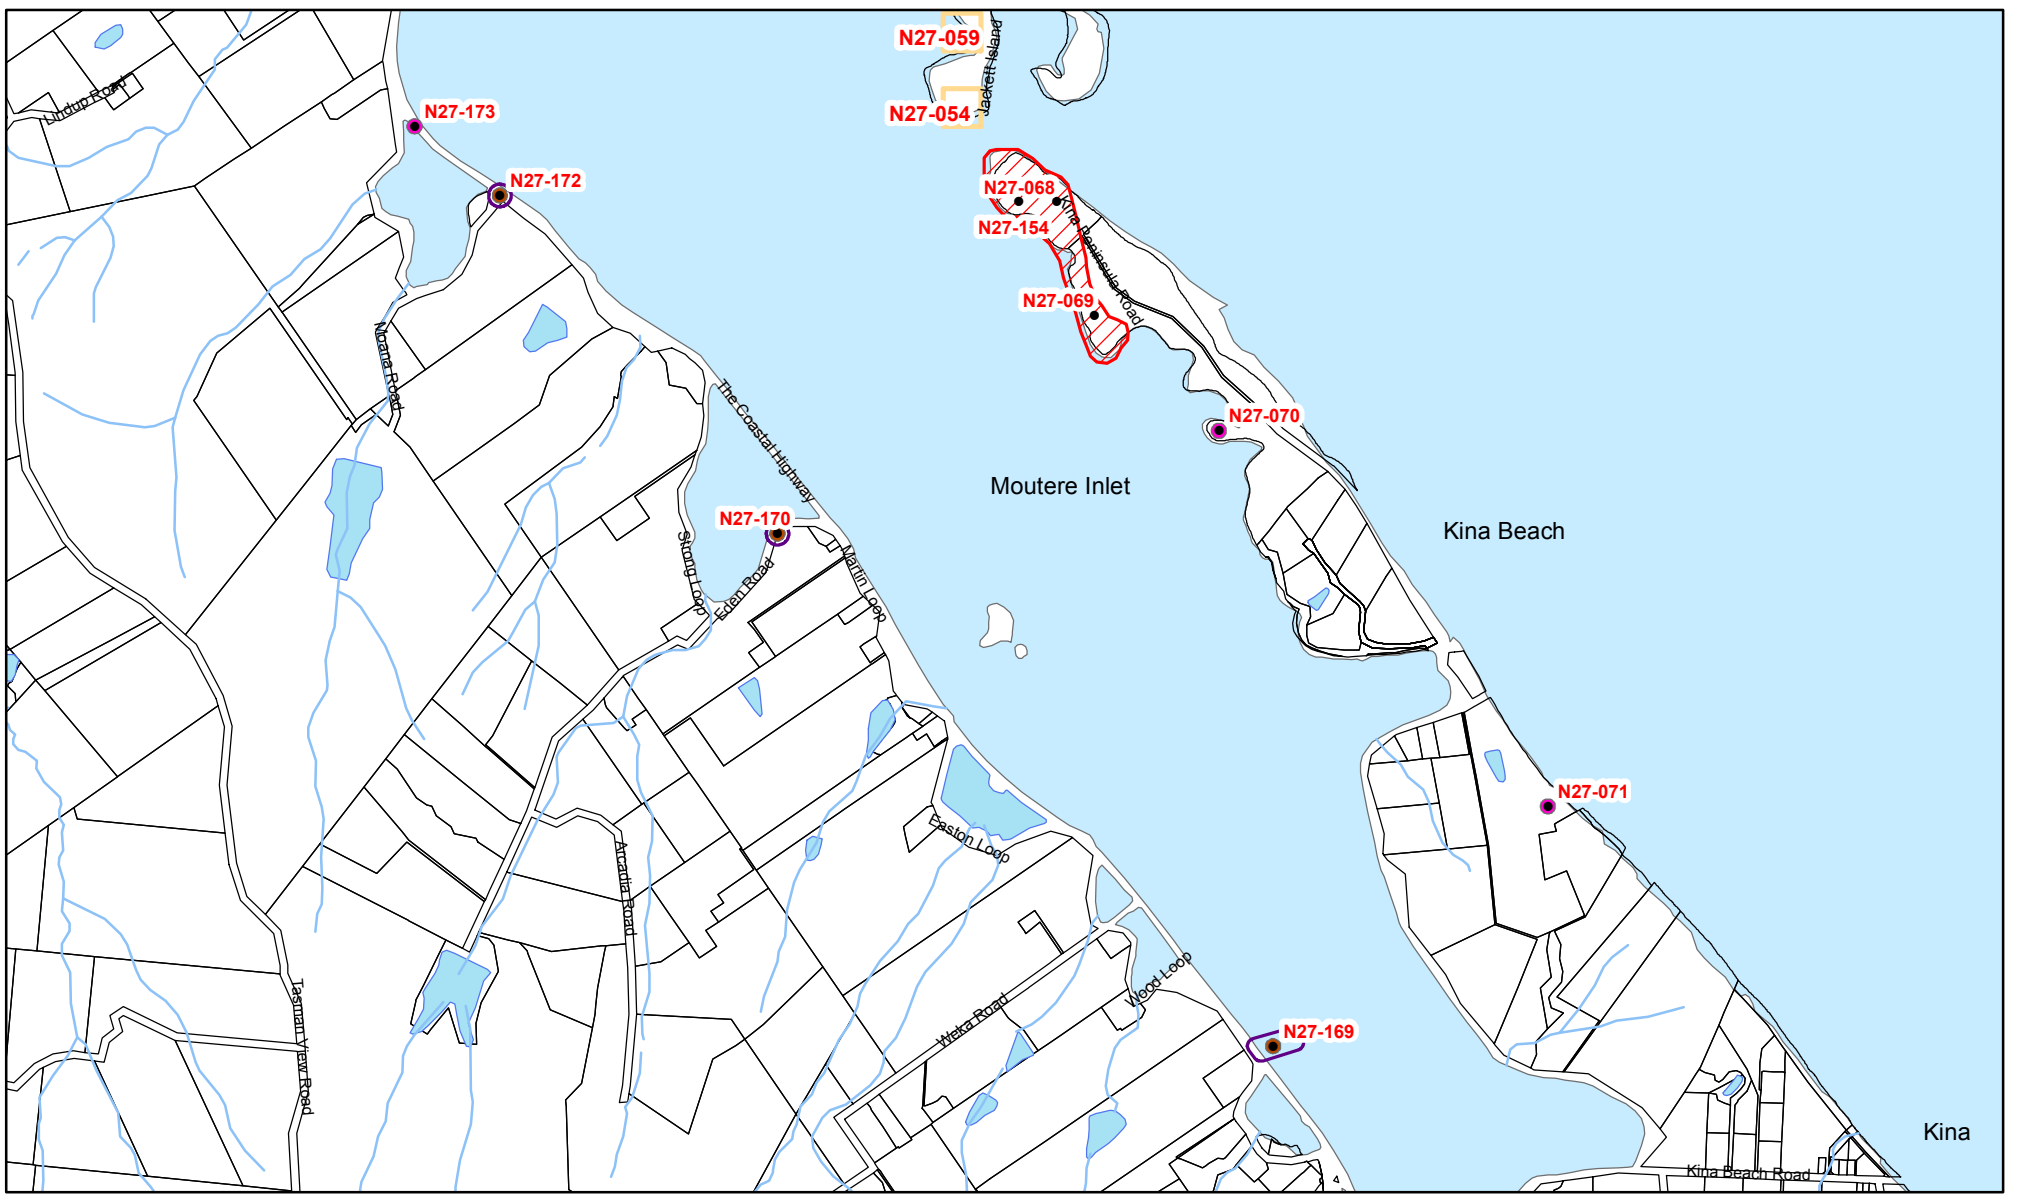 N27-059
Jackett Island
Lindup Road
N27-173
N27-054
N27-172
N27-068
N27-154
Kina Peninsula Road
N27-069
Moana Road
The Coastal Highway
N27-070
Moutere Inlet
N27-170
Kina Beach
Strong Loop
Eden Road
Martin Loop
N27-071
Easton Loop
Arcadia Road
Wood Loop
Weka Road
Tasman View Road
N27-169
Kina
Kina Beach Road